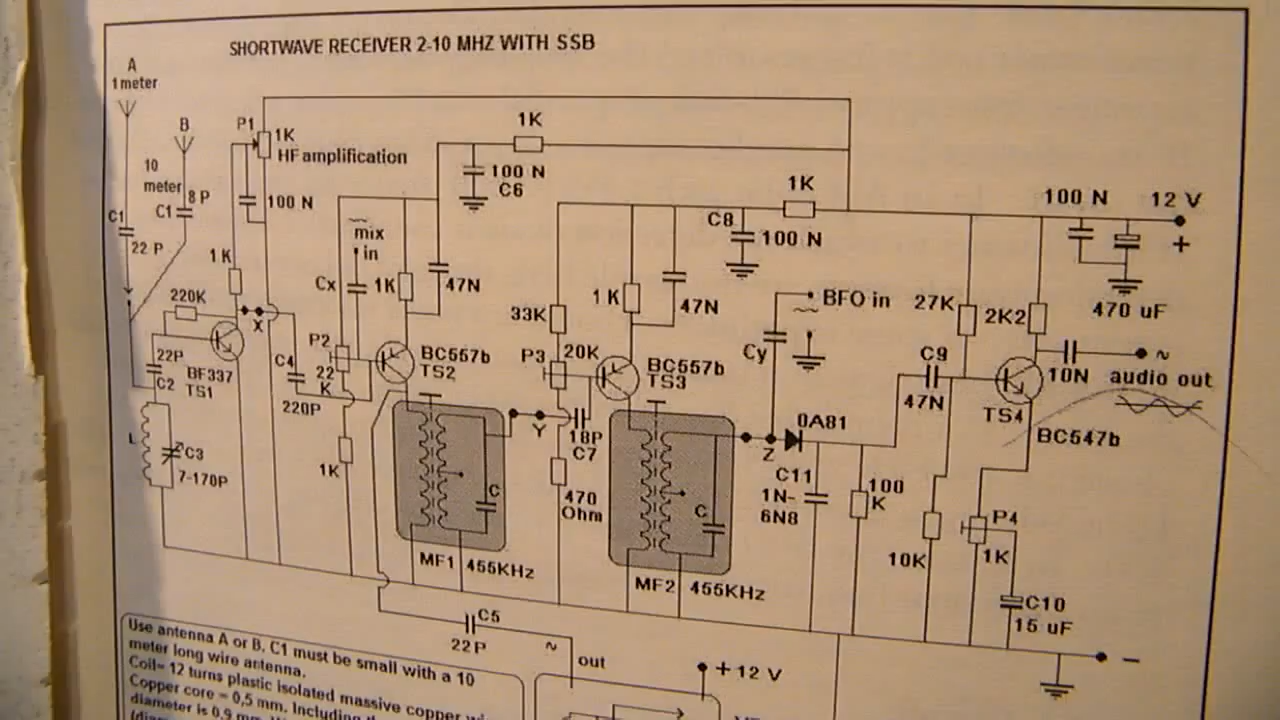 SHORTWAVE RECEIVER 2-10 MHZ WITH SSB
A
1 meter
B
10
meter
8 P
C1
C1
22 P
P1
1K
HF amplification
100 N
1K
220K
X
22P
C2
BF337
TS1
L
C3
7-170P
C4
220P
1K
100 N
C6
mix
in
Cx
1K
47N
P2
22
K
1K
BC557b
TS2
C
MF1
455KHz
C5
22P
~
out
1K
C8
100 N
33K
1K
47N
P3
20K
BC557b
TS3
Y
18P
C7
470
Ohm
C
MF2
455KHz
BFO in
~
Cy
Z
0A81
C11
1N-
6N8
100
K
100 N
12 V
+
470 uF
27K
2K2
C9
47N
10N
~
audio out
TS4
BC547b
10K
P4
1K
C10
15 uF
−
+12 V
Use antenna A or B. C1 must be small with a 10
meter long wire antenna.
Coil= 12 turns plastic isolated massive copper
Copper core = 0,5 mm. Including
diameter is 0.9 mm.